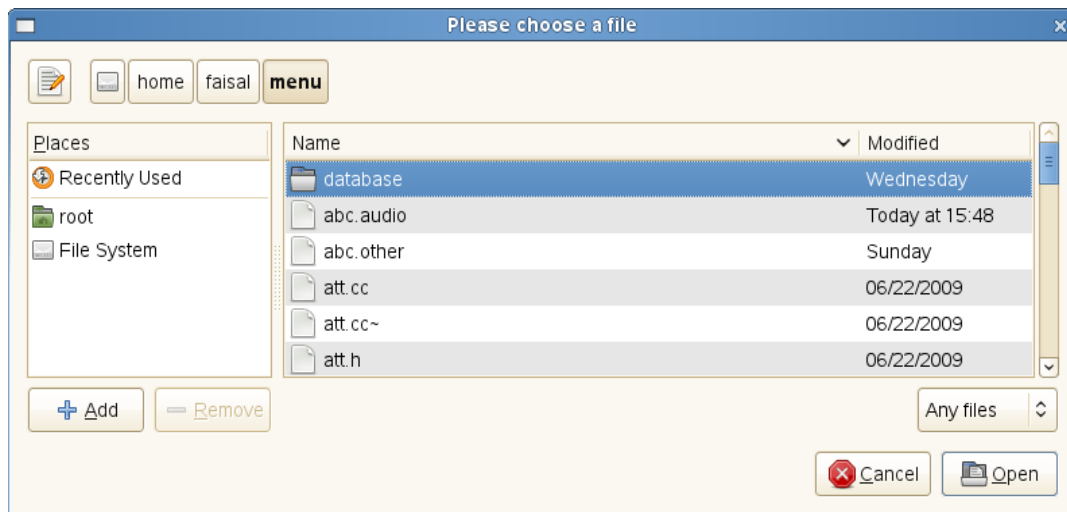 Please choose a file
home faisal menu
Places
Recently Used
root
File System
Name Modified
database Wednesday
abc.audio Today at 15:48
abc.other Sunday
att.cc 06/22/2009
att.cc~ 06/22/2009
att.h 06/22/2009
Add Remove Any files
Cancel Open